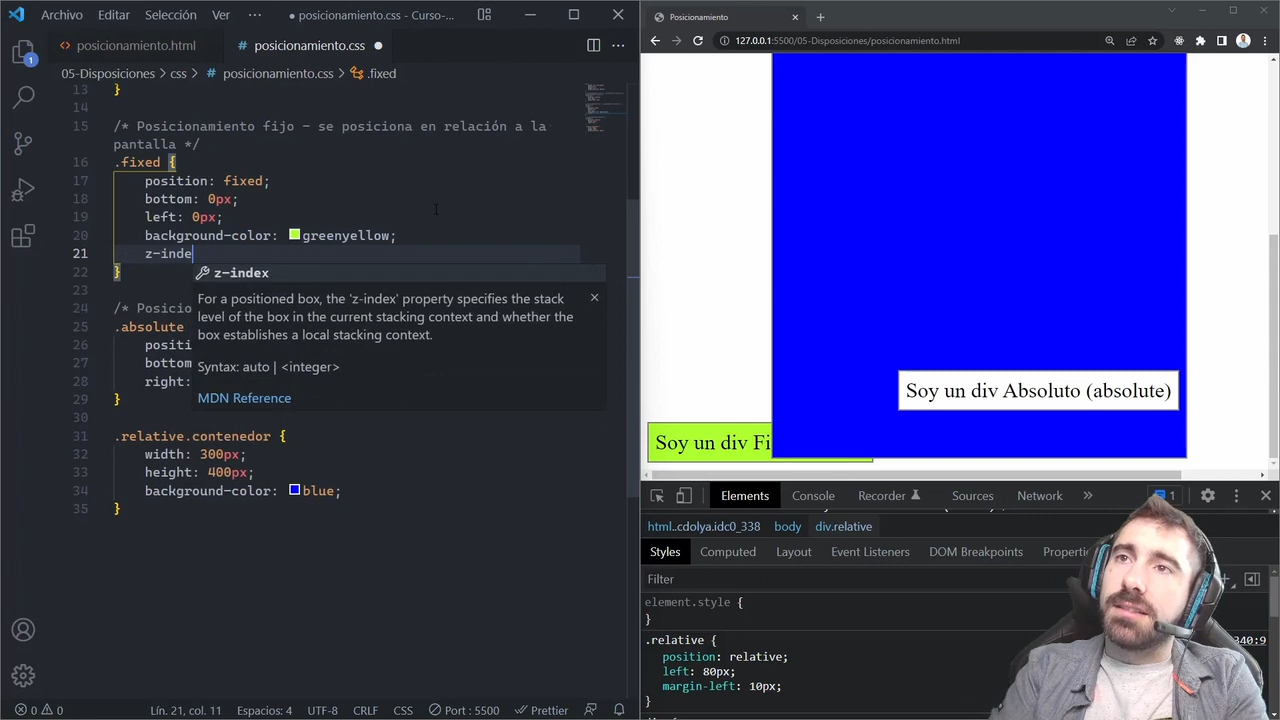 Archivo Editar Selección Ver ··· ● posicionamiento.css - Curso-...
posicionamiento.html # posicionamiento.css ●
05-Disposiciones > css > # posicionamiento.css > .fixed
13 }
14
15 /* Posicionamiento fijo - se posiciona en relación a la
pantalla */
16 .fixed {
17 position: fixed;
18 bottom: 0px;
19 left: 0px;
20 background-color: greenyellow;
21 z-inde
22 }
z-index
23
For a positioned box, the 'z-index' property specifies the stack
level of the box in the current stacking context and whether the
box establishes a local stacking context.
Syntax: auto | <integer>
MDN Reference
24 /* Posicio
25 .absolute
26 positi
27 bottom
28 right:
29 }
30
31 .relative.contenedor {
32 width: 300px;
33 height: 400px;
34 background-color: blue;
35 }
1
0 0 Lín. 21, col. 11 Espacios: 4 UTF-8 CRLF CSS Port : 5500 Prettier
Posicionamiento
127.0.0.1:5500/05-Disposiciones/posicionamiento.html
Soy un div Absoluto (absolute)
Soy un div Fi
Elements Console Recorder Sources Network » 1
html..cdolya.idc0_338 body div.relative
Styles Computed Layout Event Listeners DOM Breakpoints Properti
Filter
element.style {
}
.relative { 340:9
position: relative;
left: 80px;
margin-left: 10px;
}